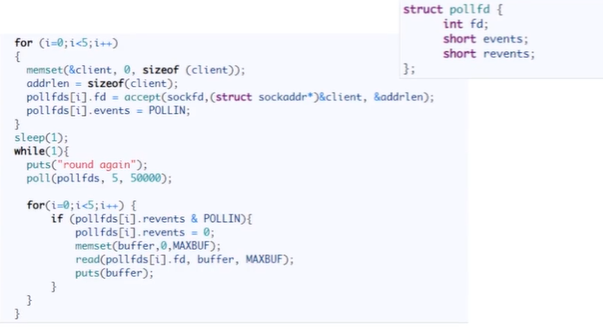 struct pollfd {
int fd;
short events;
short revents;
};
for (i=0;i<5;i++)
{
memset(&client, 0, sizeof (client));
addrlen = sizeof(client);
pollfds[i].fd = accept(sockfd,(struct sockaddr*)&client, &addrlen);
pollfds[i].events = POLLIN;
}
sleep(1);
while(1){
puts("round again");
poll(pollfds, 5, 50000);
for(i=0;i<5;i++) {
if (pollfds[i].revents & POLLIN){
pollfds[i].revents = 0;
memset(buffer,0,MAXBUF);
read(pollfds[i].fd, buffer, MAXBUF);
puts(buffer);
}
}
}